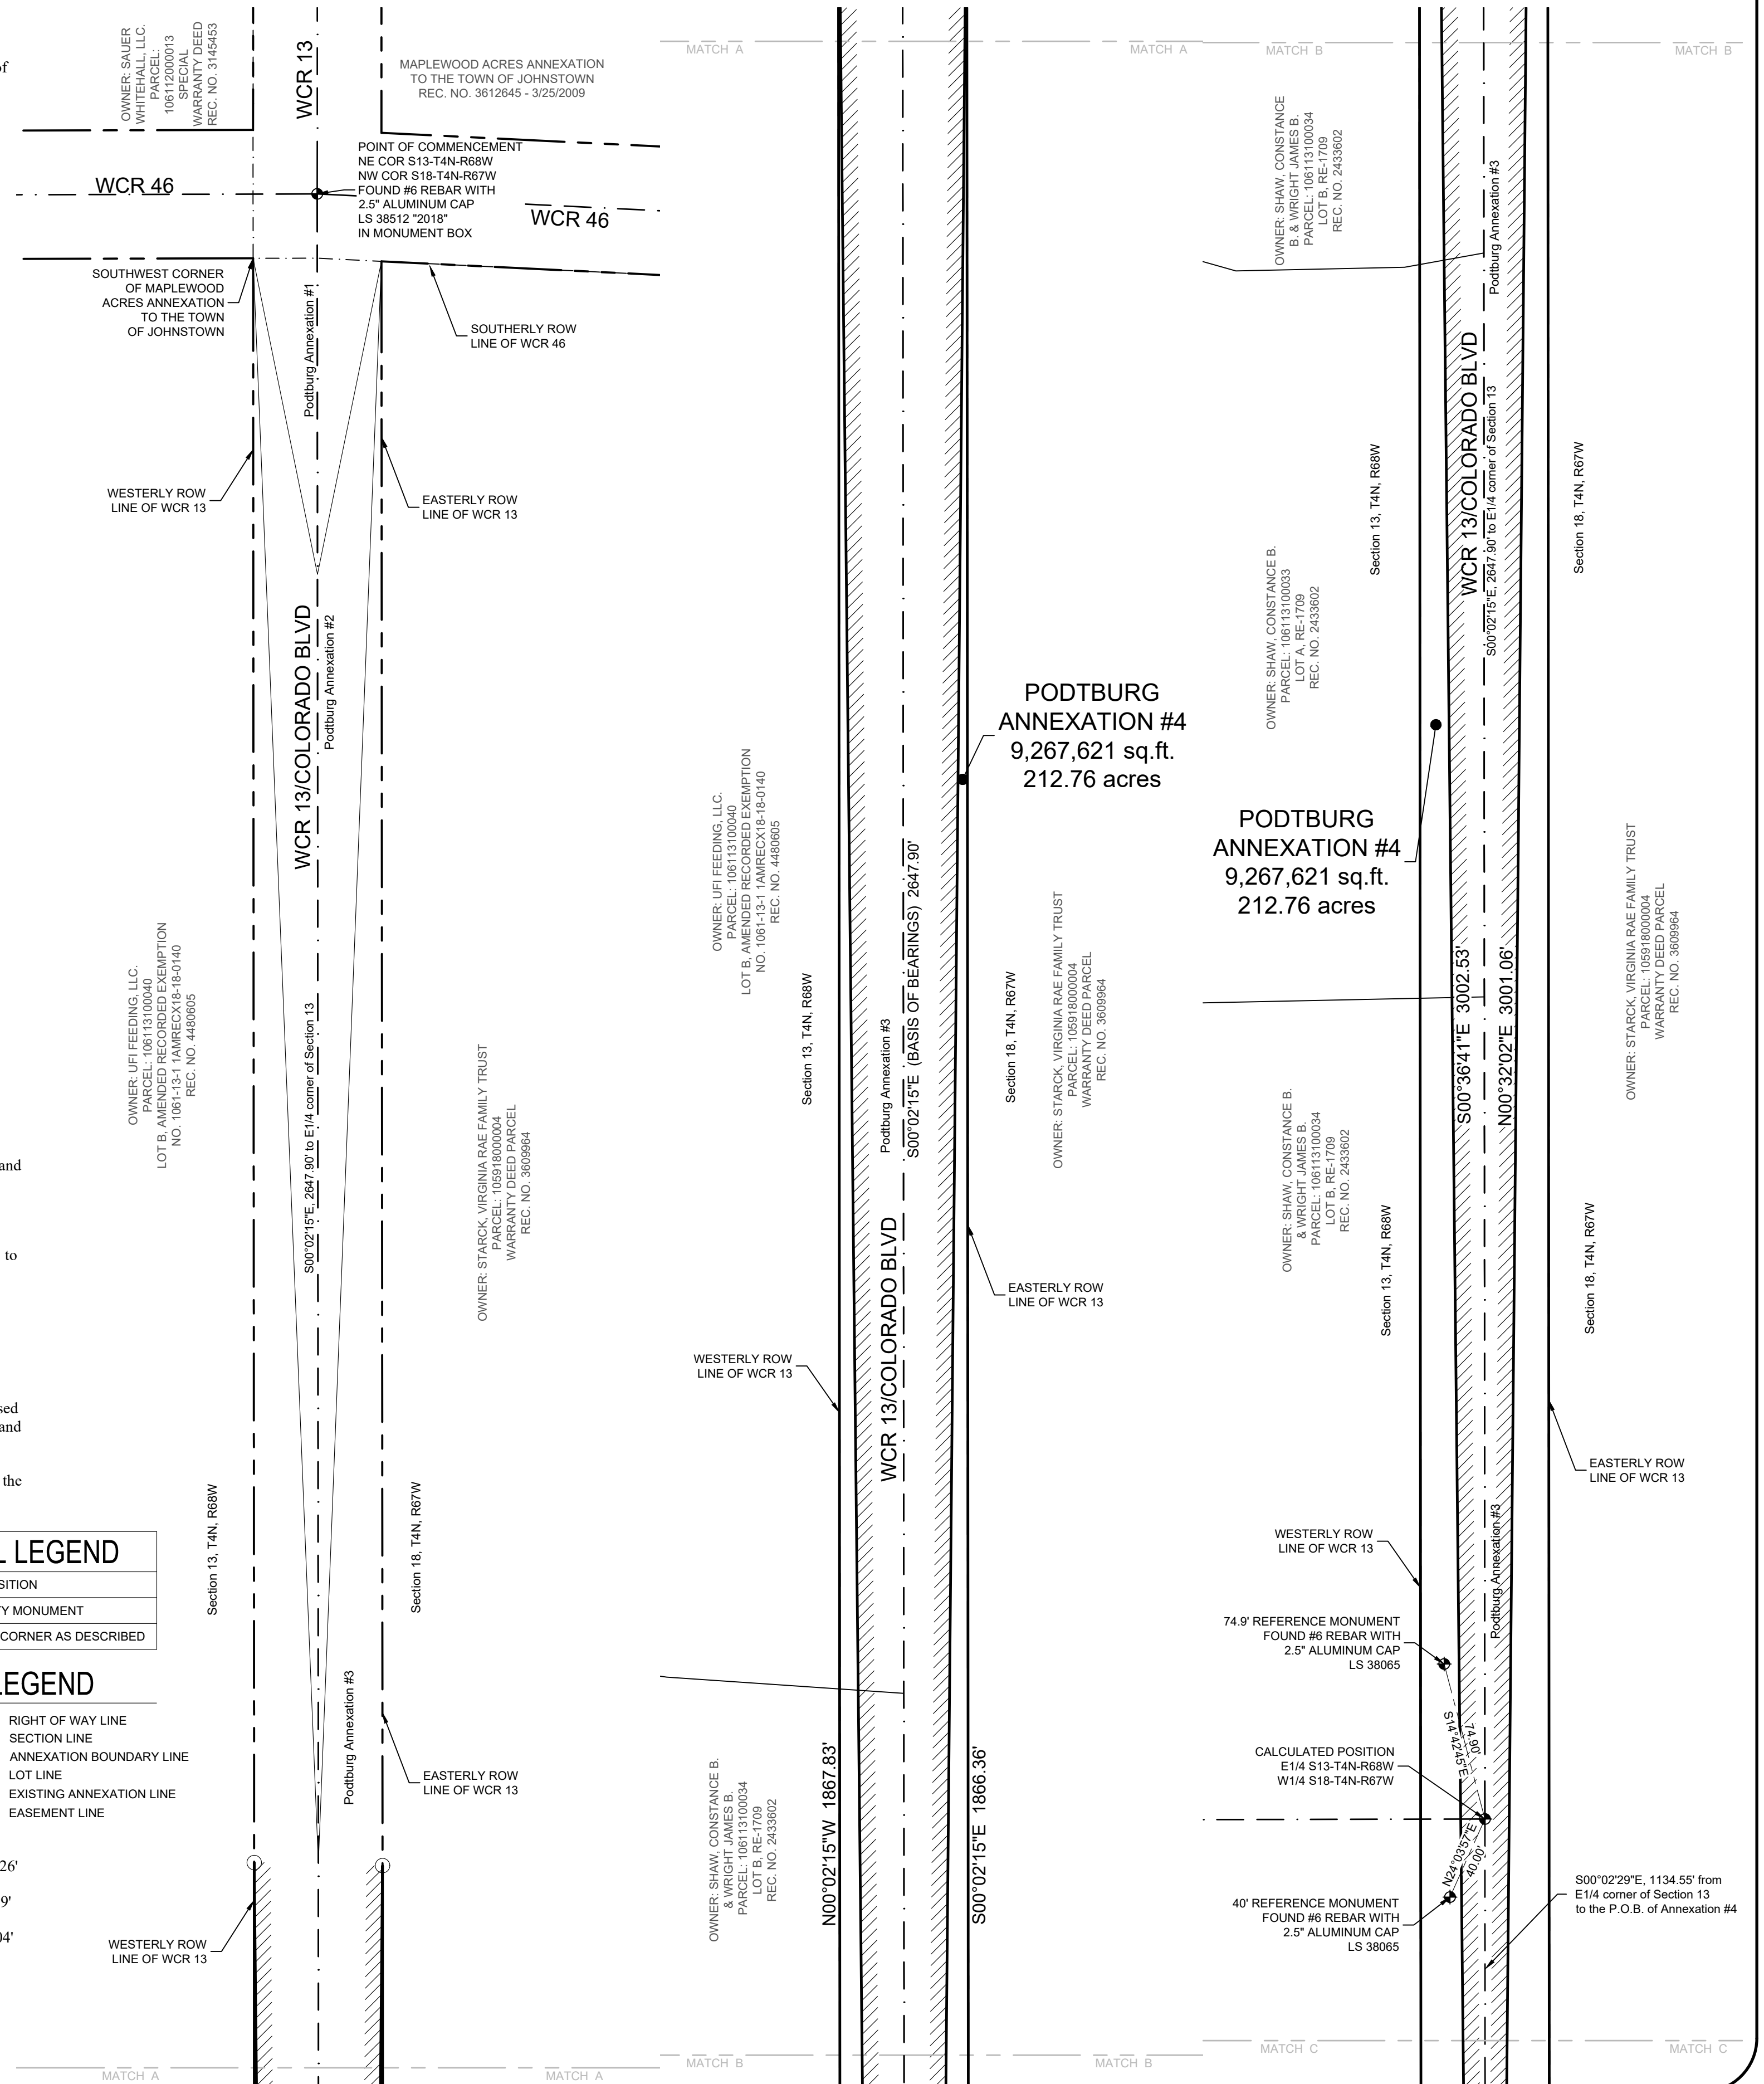 of
and
to
sed
and
the
L LEGEND
SITION
TY MONUMENT
CORNER AS DESCRIBED
LEGEND
RIGHT OF WAY LINE
SECTION LINE
ANNEXATION BOUNDARY LINE
LOT LINE
EXISTING ANNEXATION LINE
EASEMENT LINE
26'
9'
04'
OWNER: SAUER
WHITEHALL, LLC.
PARCEL:
106112000013
SPECIAL
WARRANTY DEED
REC. NO. 3145453
WCR 13
MAPLEWOOD ACRES ANNEXATION
TO THE TOWN OF JOHNSTOWN
REC. NO. 3612645 - 3/25/2009
WCR 46
POINT OF COMMENCEMENT
NE COR S13-T4N-R68W
NW COR S18-T4N-R67W
FOUND #6 REBAR WITH
2.5" ALUMINUM CAP
LS 38512 "2018"
IN MONUMENT BOX
WCR 46
SOUTHWEST CORNER
OF MAPLEWOOD
ACRES ANNEXATION
TO THE TOWN
OF JOHNSTOWN
Podtburg Annexation #1
SOUTHERLY ROW
LINE OF WCR 46
WESTERLY ROW
LINE OF WCR 13
EASTERLY ROW
LINE OF WCR 13
WCR 13/COLORADO BLVD
Podtburg Annexation #2
OWNER: UFI FEEDING, LLC.
PARCEL: 106113100040
LOT B, AMENDED RECORDED EXEMPTION
NO. 1061-13-1 1AMRECX18-18-0140
REC. NO. 4480605
S00°02'15"E, 2647.90' to E1/4 corner of Section 13
OWNER: STARCK, VIRGINIA RAE FAMILY TRUST
PARCEL: 105918000004
WARRANTY DEED PARCEL
REC. NO. 3609964
Section 13, T4N, R68W
Section 18, T4N, R67W
Podtburg Annexation #3
EASTERLY ROW
LINE OF WCR 13
WESTERLY ROW
LINE OF WCR 13
MATCH A
MATCH A
MATCH A
MATCH A
PODTBURG
ANNEXATION #4
9,267,621 sq.ft.
212.76 acres
OWNER: UFI FEEDING, LLC.
PARCEL: 106113100040
LOT B, AMENDED RECORDED EXEMPTION
NO. 1061-13-1 1AMRECX18-18-0140
REC. NO. 4480605
Section 13, T4N, R68W
Podtburg Annexation #3
S00°02'15"E (BASIS OF BEARINGS) 2647.90'
Section 18, T4N, R67W
OWNER: STARCK, VIRGINIA RAE FAMILY TRUST
PARCEL: 105918000004
WARRANTY DEED PARCEL
REC. NO. 3609964
WCR 13/COLORADO BLVD
EASTERLY ROW
LINE OF WCR 13
WESTERLY ROW
LINE OF WCR 13
OWNER: SHAW, CONSTANCE B.
& WRIGHT JAMES B.
PARCEL: 106113100034
LOT B, RE-1709
REC. NO. 2433602
N00°02'15"W 1867.83'
S00°02'15"E 1866.36'
MATCH B
MATCH B
MATCH B
MATCH B
OWNER: SHAW, CONSTANCE
B. & WRIGHT JAMES B.
PARCEL: 106113100034
LOT B, RE-1709
REC. NO. 2433602
Podtburg Annexation #3
WCR 13/COLORADO BLVD
S00°02'15"E, 2647.90' to E1/4 corner of Section 13
Section 13, T4N, R68W
Section 18, T4N, R67W
OWNER: SHAW, CONSTANCE B.
PARCEL: 106113100033
LOT A, RE-1709
REC. NO. 2433602
PODTBURG
ANNEXATION #4
9,267,621 sq.ft.
212.76 acres
S00°36'41"E 3002.53'
N00°32'02"E 3001.06'
OWNER: STARCK, VIRGINIA RAE FAMILY TRUST
PARCEL: 105918000004
WARRANTY DEED PARCEL
REC. NO. 3609964
OWNER: SHAW, CONSTANCE B.
& WRIGHT JAMES B.
PARCEL: 106113100034
LOT B, RE-1709
REC. NO. 2433602
Section 13, T4N, R68W
Section 18, T4N, R67W
EASTERLY ROW
LINE OF WCR 13
WESTERLY ROW
LINE OF WCR 13
Podtburg Annexation #3
74.9' REFERENCE MONUMENT
FOUND #6 REBAR WITH
2.5" ALUMINUM CAP
LS 38065
S14°42'45"E
74.90'
CALCULATED POSITION
E1/4 S13-T4N-R68W
W1/4 S18-T4N-R67W
N24°03'57"E
40.00'
40' REFERENCE MONUMENT
FOUND #6 REBAR WITH
2.5" ALUMINUM CAP
LS 38065
S00°02'29"E, 1134.55' from
E1/4 corner of Section 13
to the P.O.B. of Annexation #4
MATCH C
MATCH C